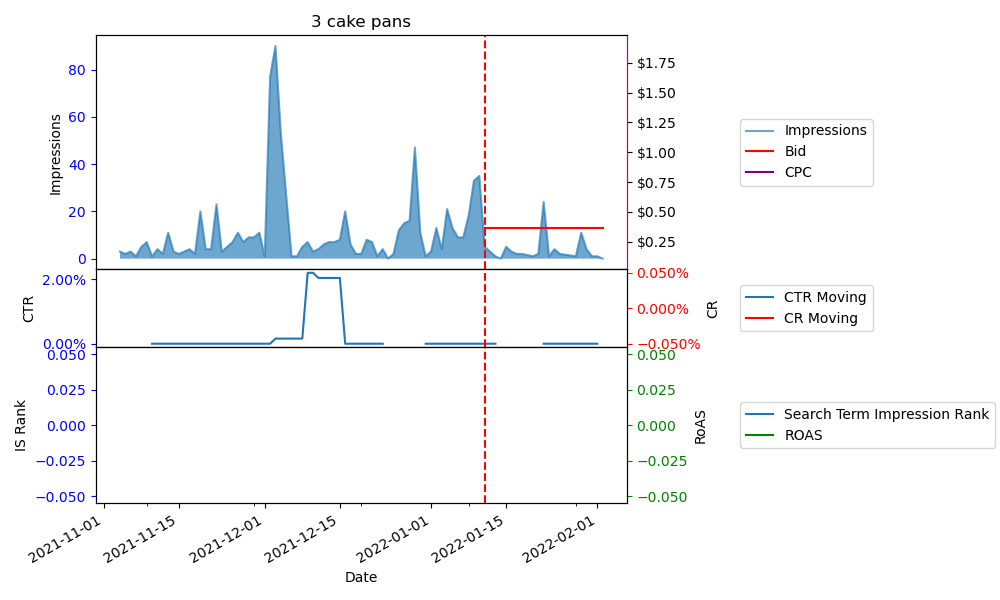 3 cake pans
Impressions
80
60
40
20
0
$1.75
$1.50
$1.25
$1.00
$0.75
$0.50
$0.25
Impressions
Bid
CPC
CTR
2.00%
0.00%
0.050%
0.000%
−0.050%
CR
CTR Moving
CR Moving
IS Rank
0.050
0.025
0.000
−0.025
−0.050
0.050
0.025
0.000
−0.025
−0.050
RoAS
Search Term Impression Rank
ROAS
2021-11-01
2021-11-15
2021-12-01
2021-12-15
2022-01-01
2022-01-15
2022-02-01
Date